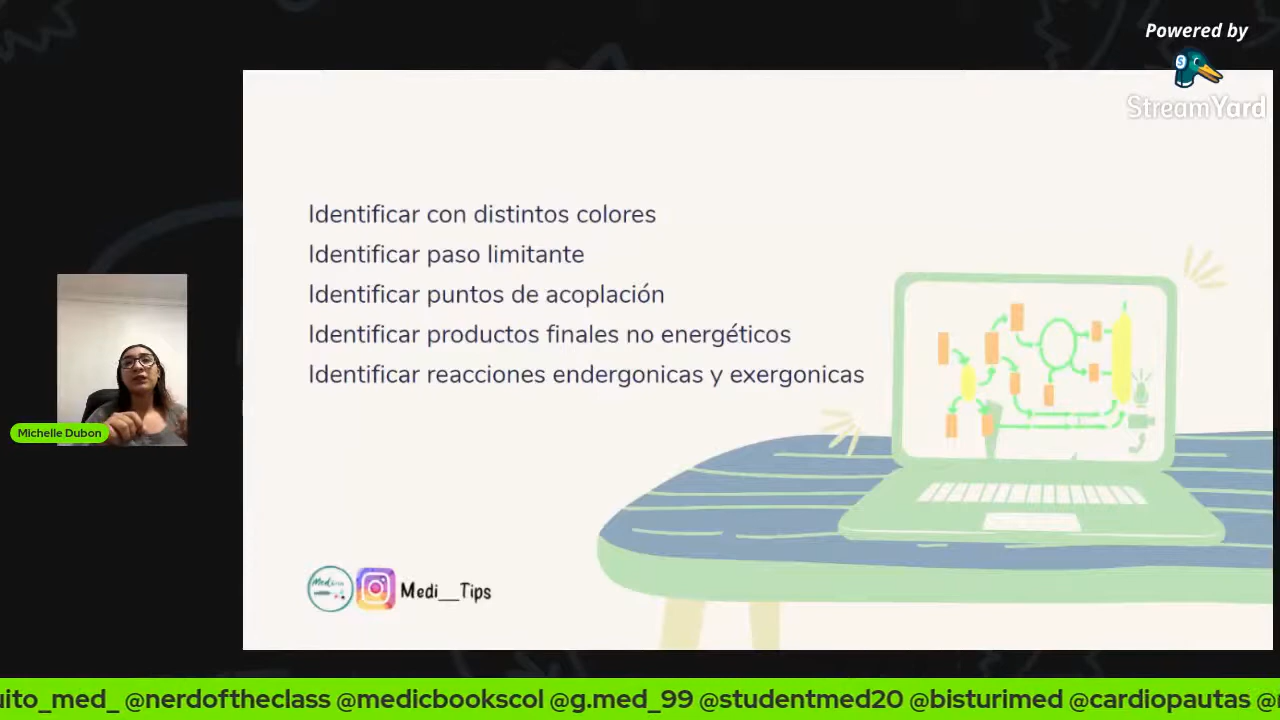 Powered by
StreamYard
Identificar con distintos colores
Identificar paso limitante
Identificar puntos de acoplación
Identificar productos finales no energéticos
Identificar reacciones endergonicas y exergonicas
Michelle Dubon
Medi__Tips
uito_med_ @nerdoftheclass @medicbookscol @g.med_99 @studentmed20 @bisturimed @cardiopautas